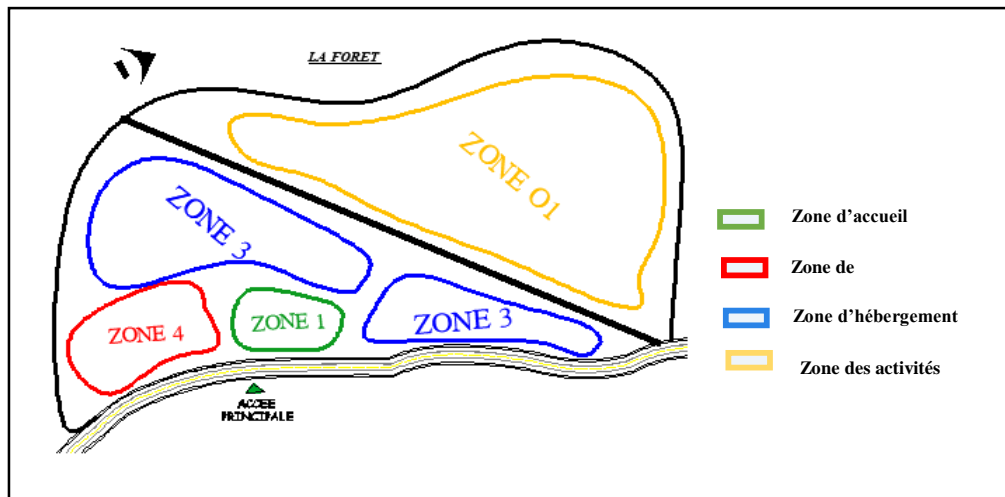 LA FORET
ZONE O1
ZONE 3
ZONE 4
ZONE 1
ZONE 3
ACCEE
PRINCIPALE
Zone d'accueil
Zone de
Zone d'hébergement
Zone des activités